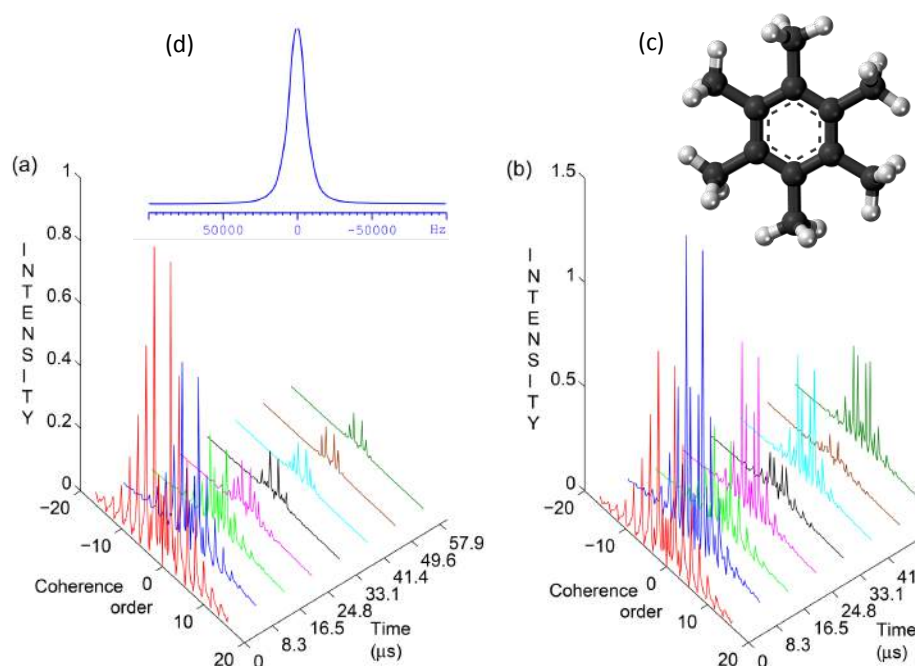 (d)
(c)
(a)
1
0.8
0.6
0.4
0.2
0
INTENSITY
50000
0
-50000
Hz
−20
−10
0
10
20
Coherence
order
0
8.3
16.5
24.8
33.1
41.4
49.6
57.9
Time
(μs)
(b)
1.5
1
0.5
0
INTENSITY
−20
−10
0
10
20
Coherence
order
0
8.3
16.5
24.8
33.1
41
Time
(μs)